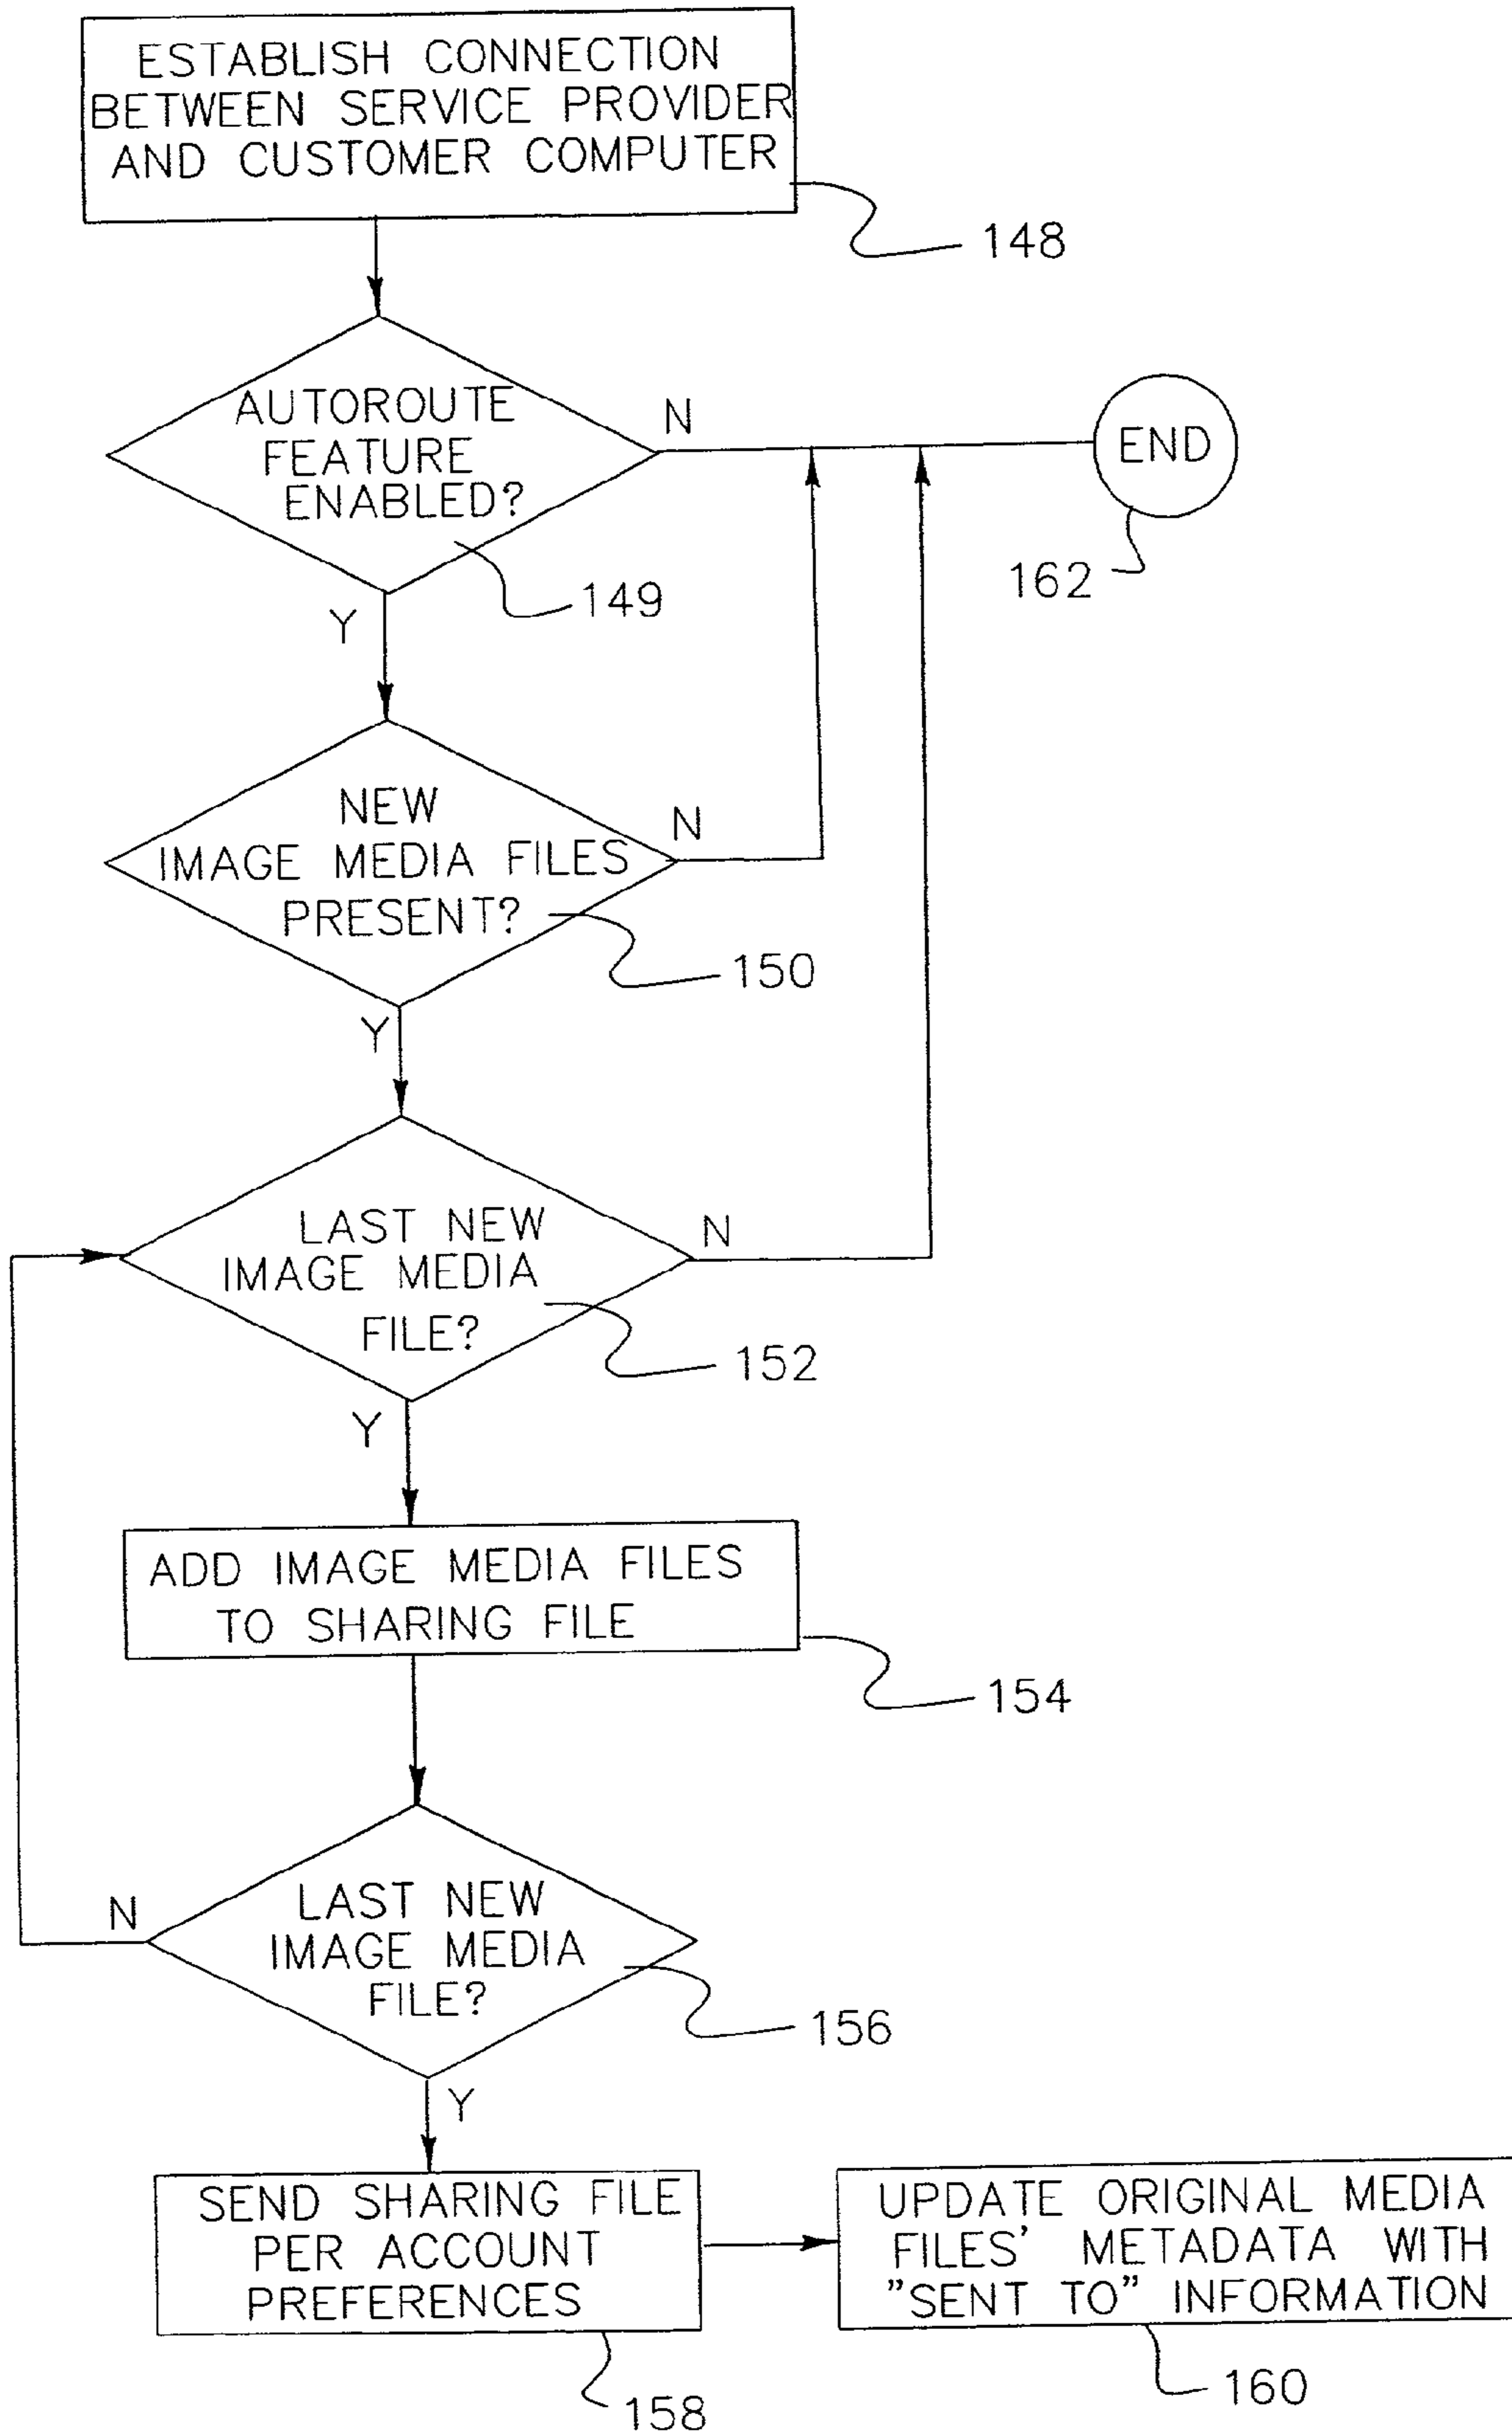 ESTABLISH CONNECTION
BETWEEN SERVICE PROVIDER
AND CUSTOMER COMPUTER
148
AUTOROUTE
FEATURE
ENABLED?
N
END
162
149
Y
NEW
IMAGE MEDIA FILES
PRESENT?
N
150
Y
LAST NEW
IMAGE MEDIA
FILE?
N
152
Y
ADD IMAGE MEDIA FILES
TO SHARING FILE
154
LAST NEW
IMAGE MEDIA
FILE?
N
156
Y
SEND SHARING FILE
PER ACCOUNT
PREFERENCES
158
UPDATE ORIGINAL MEDIA
FILES' METADATA WITH
"SENT TO" INFORMATION
160